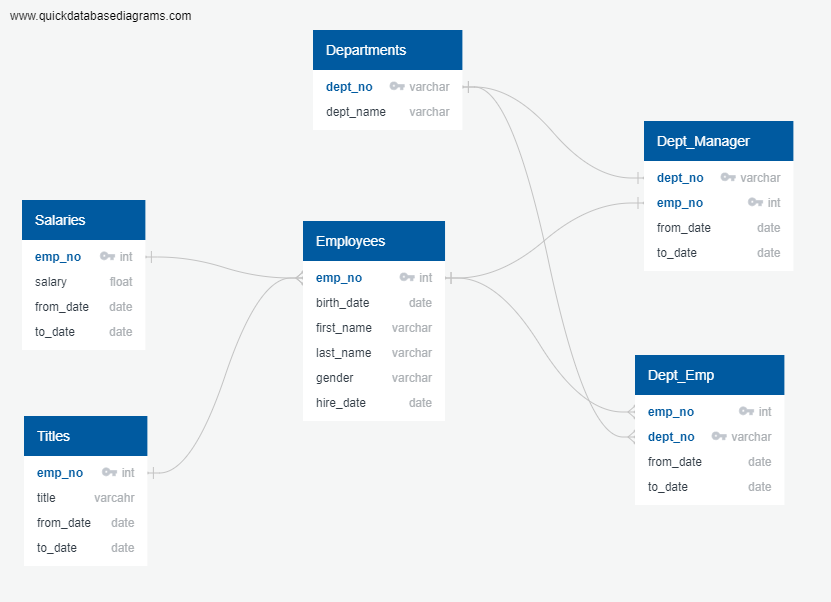 www.quickdatabasediagrams.com
Departments
dept_no varchar
dept_name varchar
Dept_Manager
dept_no varchar
emp_no int
from_date date
to_date date
Salaries
emp_no int
salary float
from_date date
to_date date
Employees
emp_no int
birth_date date
first_name varchar
last_name varchar
gender varchar
hire_date date
Dept_Emp
emp_no int
dept_no varchar
from_date date
to_date date
Titles
emp_no int
title varcahr
from_date date
to_date date